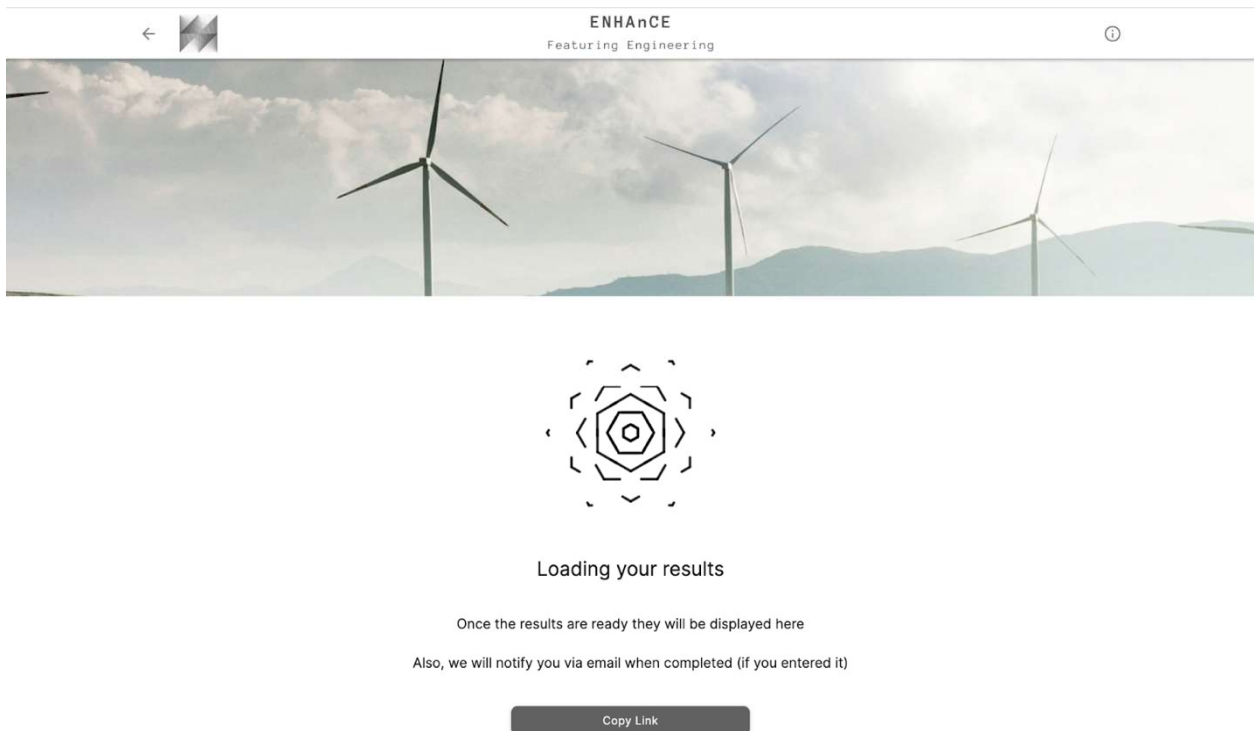 ENHAnCE
Featuring Engineering
Loading your results
Once the results are ready they will be displayed here
Also, we will notify you via email when completed (if you entered it)
Copy Link